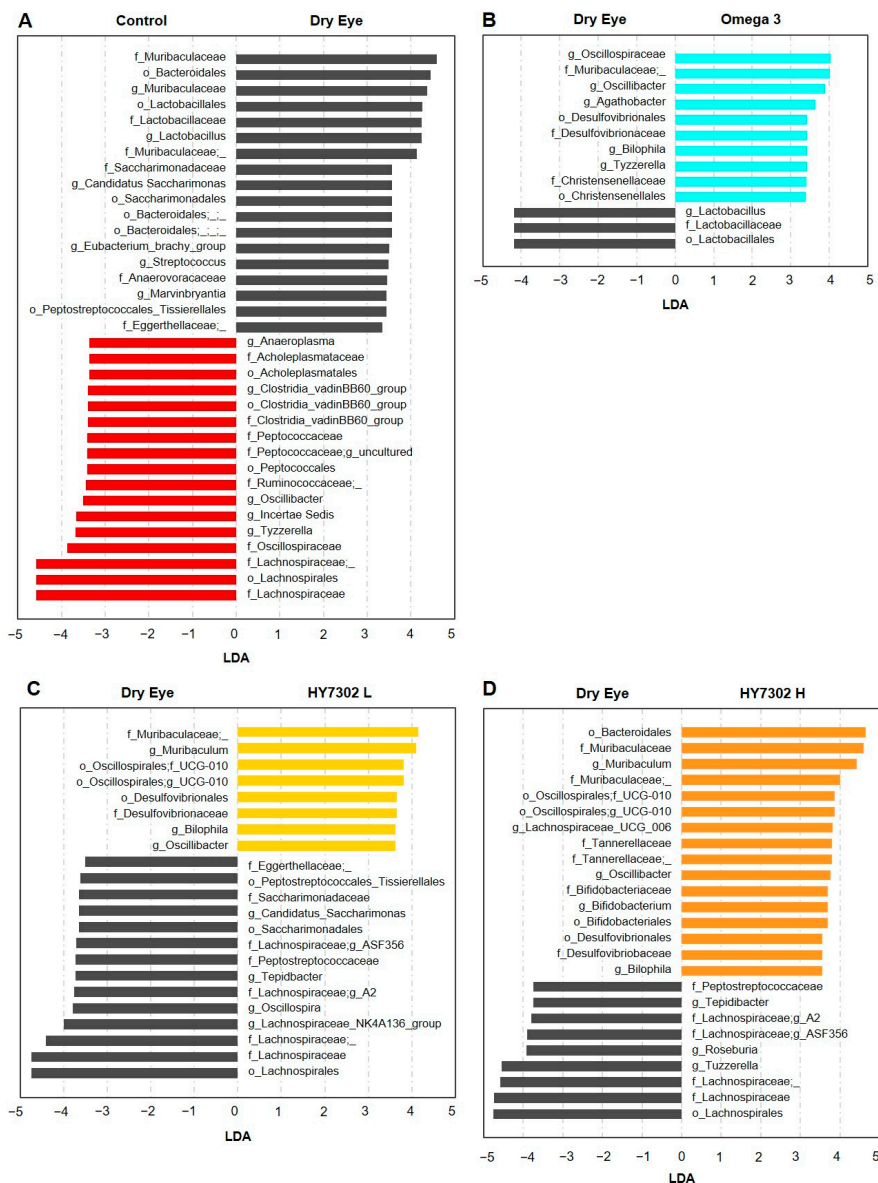 A
Control Dry Eye
f_Muribaculaceae
o_Bacteroidales
g_Muribaculaceae
o_Lactobacillales
f_Lactobacillaceae
g_Lactobacillus
f_Muribaculaceae;_
f_Saccharimonadaceae
g_Candidatus Saccharimonas
o_Saccharimonadales
o_Bacteroidales;_;_
o_Bacteroidales;_;_;_
g_Eubacterium_brachy_group
g_Streptococcus
f_Anaerovoracaceae
g_Marvinbryantia
o_Peptostreptococcales_Tissierellales
f_Eggerthellaceae;_
g_Anaeroplasma
f_Acholeplasmataceae
o_Acholeplasmatales
g_Clostridia_vadinBB60_group
o_Clostridia_vadinBB60_group
f_Clostridia_vadinBB60_group
f_Peptococcaceae
f_Peptococcaceae;g_uncultured
o_Peptococcales
f_Ruminococcaceae;_
g_Oscillibacter
g_Incertae Sedis
g_Tyzzerella
f_Oscillospiraceae
f_Lachnospiraceae;_
o_Lachnospirales
f_Lachnospiraceae
−5 −4 −3 −2 −1 0 1 2 3 4 5
LDA
B
Dry Eye Omega 3
g_Oscillospiraceae
f_Muribaculaceae;_
g_Oscillibter
g_Agathobacter
o_Desulfovibrionales
f_Desulfovibrionaceae
g_Bilophila
g_Tyzzerella
f_Christensenellaceae
o_Christensenellales
g_Lactobacillus
f_Lactobacillaceae
o_Lactobacillales
−5 −4 −3 −2 −1 0 1 2 3 4 5
LDA
C
Dry Eye HY7302 L
f_Muribaculaceae;_
g_Muribaculum
o_Oscillospirales;f_UCG-010
o_Oscillospirales;g_UCG-010
o_Desulfovibrionales
f_Desulfovibrionaceae
g_Bilophila
g_Oscillibacter
f_Eggerthellaceae;_
o_Peptostreptococcales_Tissierellales
f_Saccharimonadaceae
g_Candidatus_Saccharimonas
o_Saccharimonadales
f_Lachnospiraceae;g_ASF356
f_Peptostreptococcaceae
g_Tepidbacter
f_Lachnospiraceae;g_A2
g_Oscillospira
g_Lachnospiraceae_NK4A136_group
f_Lachnospiraceae;_
f_Lachnospiraceae
o_Lachnospirales
−5 −4 −3 −2 −1 0 1 2 3 4 5
LDA
D
Dry Eye HY7302 H
o_Bacteroidales
f_Muribaculaceae
g_Muribaculum
f_Muribaculaceae;_
o_Oscillospirales;f_UCG-010
o_Oscillospirales;g_UCG-010
g_Lachnospiraceae_UCG_006
f_Tannerellaceae
f_Tannerellaceae;_
g_Oscillibacter
f_Bifidobacteriaceae
g_Bifidobacterium
o_Bifidobacteriales
o_Desulfovibrionales
f_Desulfovibriobaceae
g_Bilophila
f_Peptostreptococcaceae
g_Tepidibacter
f_Lachnospiraceae;g_A2
f_Lachnospiraceae;g_ASF356
g_Roseburia
g_Tuzzerella
f_Lachnospiraceae;_
f_Lachnospiraceae
o_Lachnospirales
−5 −4 −3 −2 −1 0 1 2 3 4 5
LDA